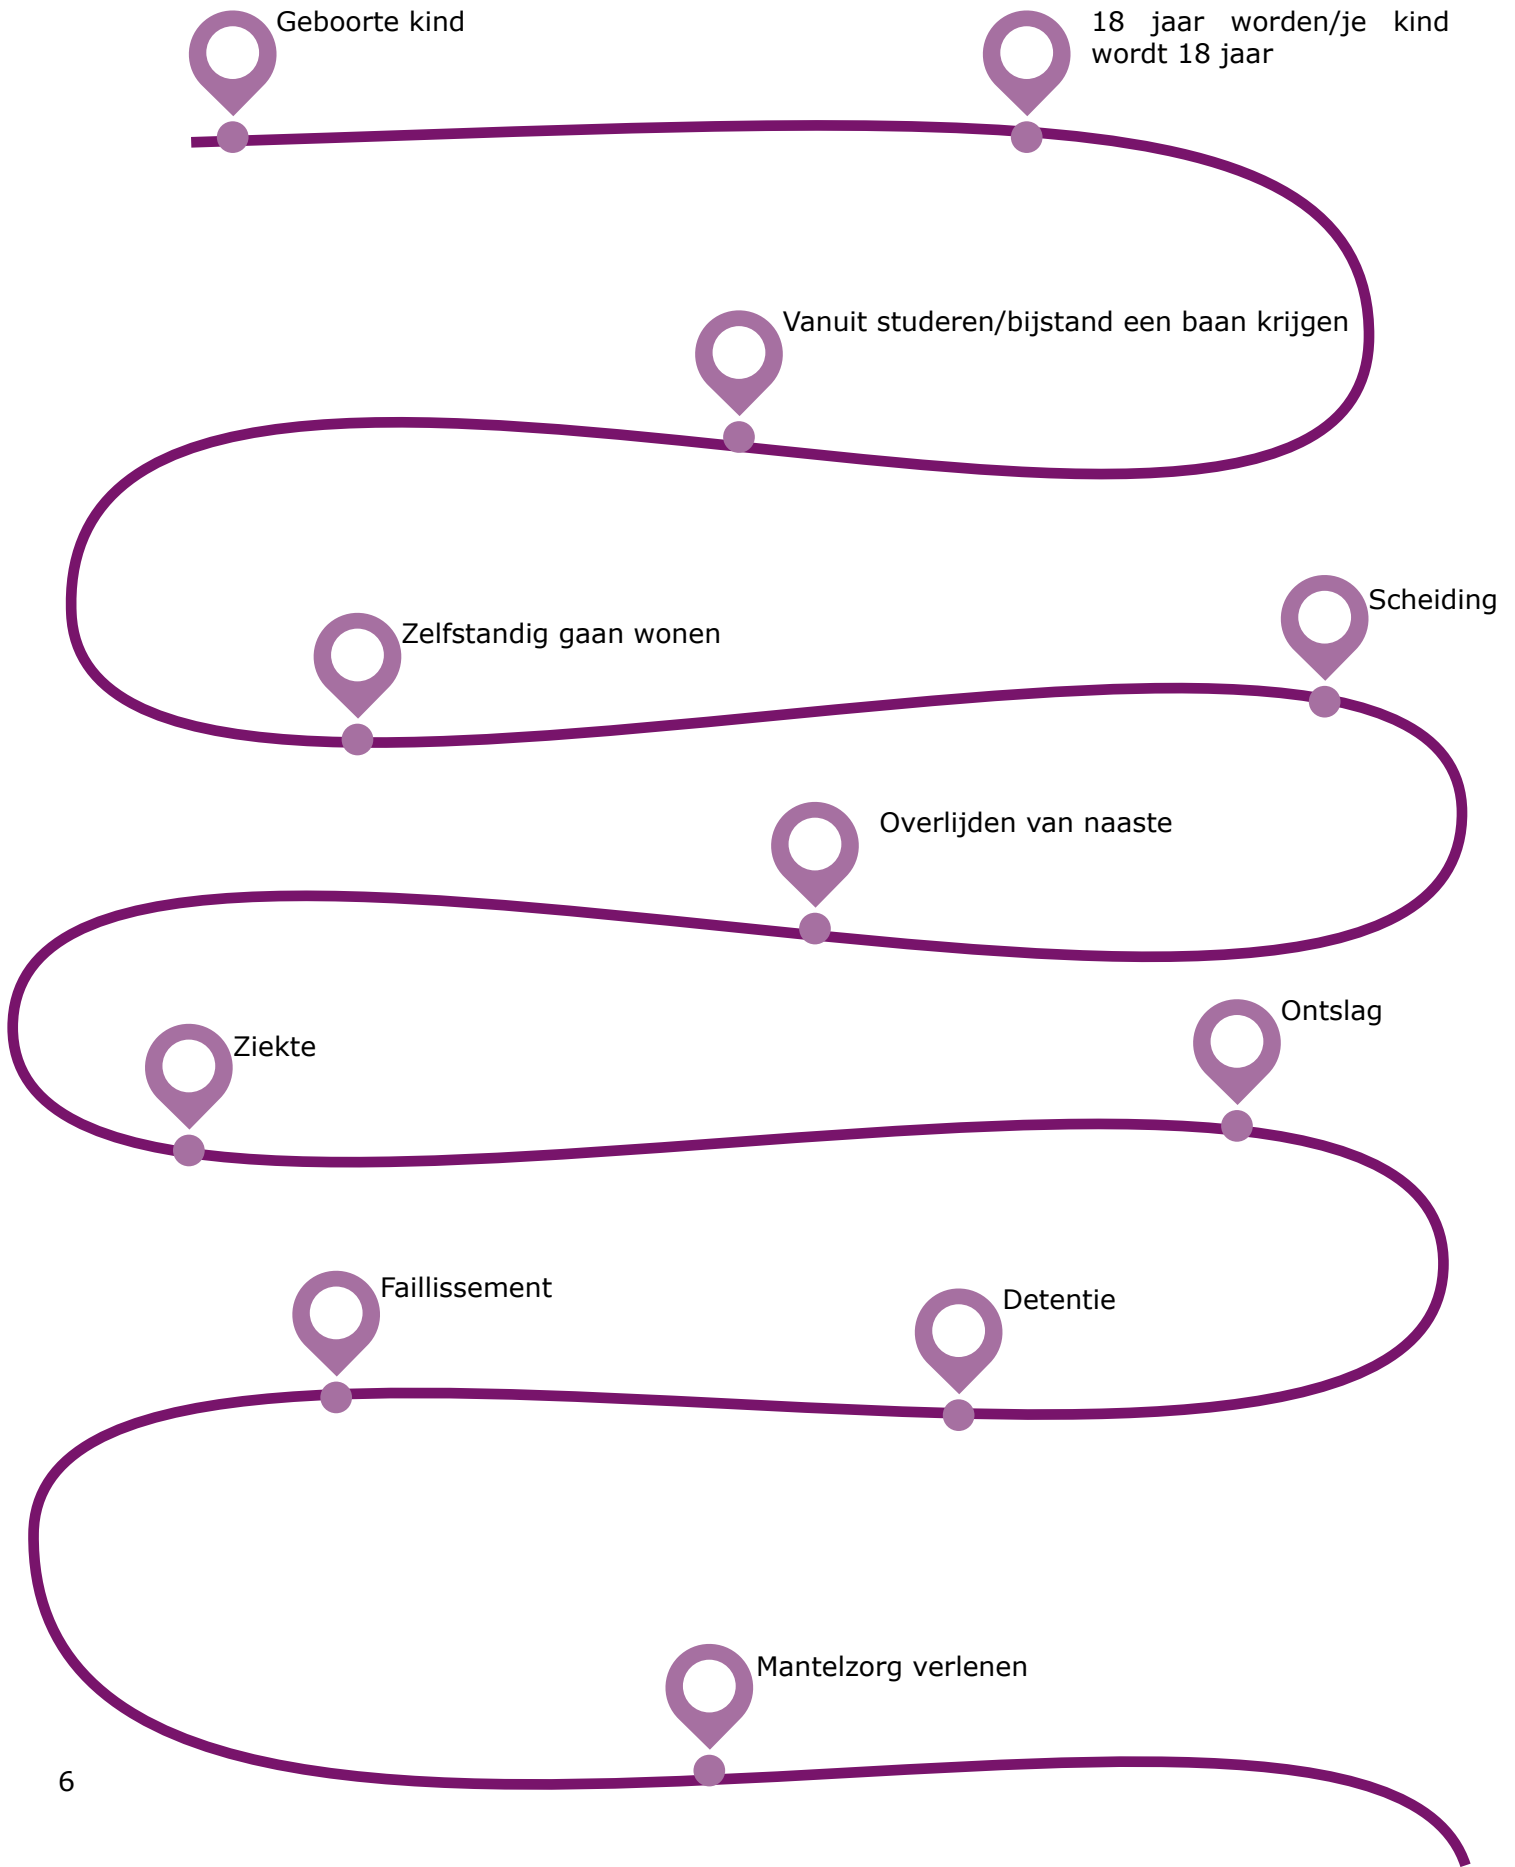 Geboorte kind
18 jaar worden/je kind
wordt 18 jaar
Vanuit studeren/bijstand een baan krijgen
Zelfstandig gaan wonen
Scheiding
Overlijden van naaste
Ziekte
Ontslag
Faillissement
Detentie
Mantelzorg verlenen
6